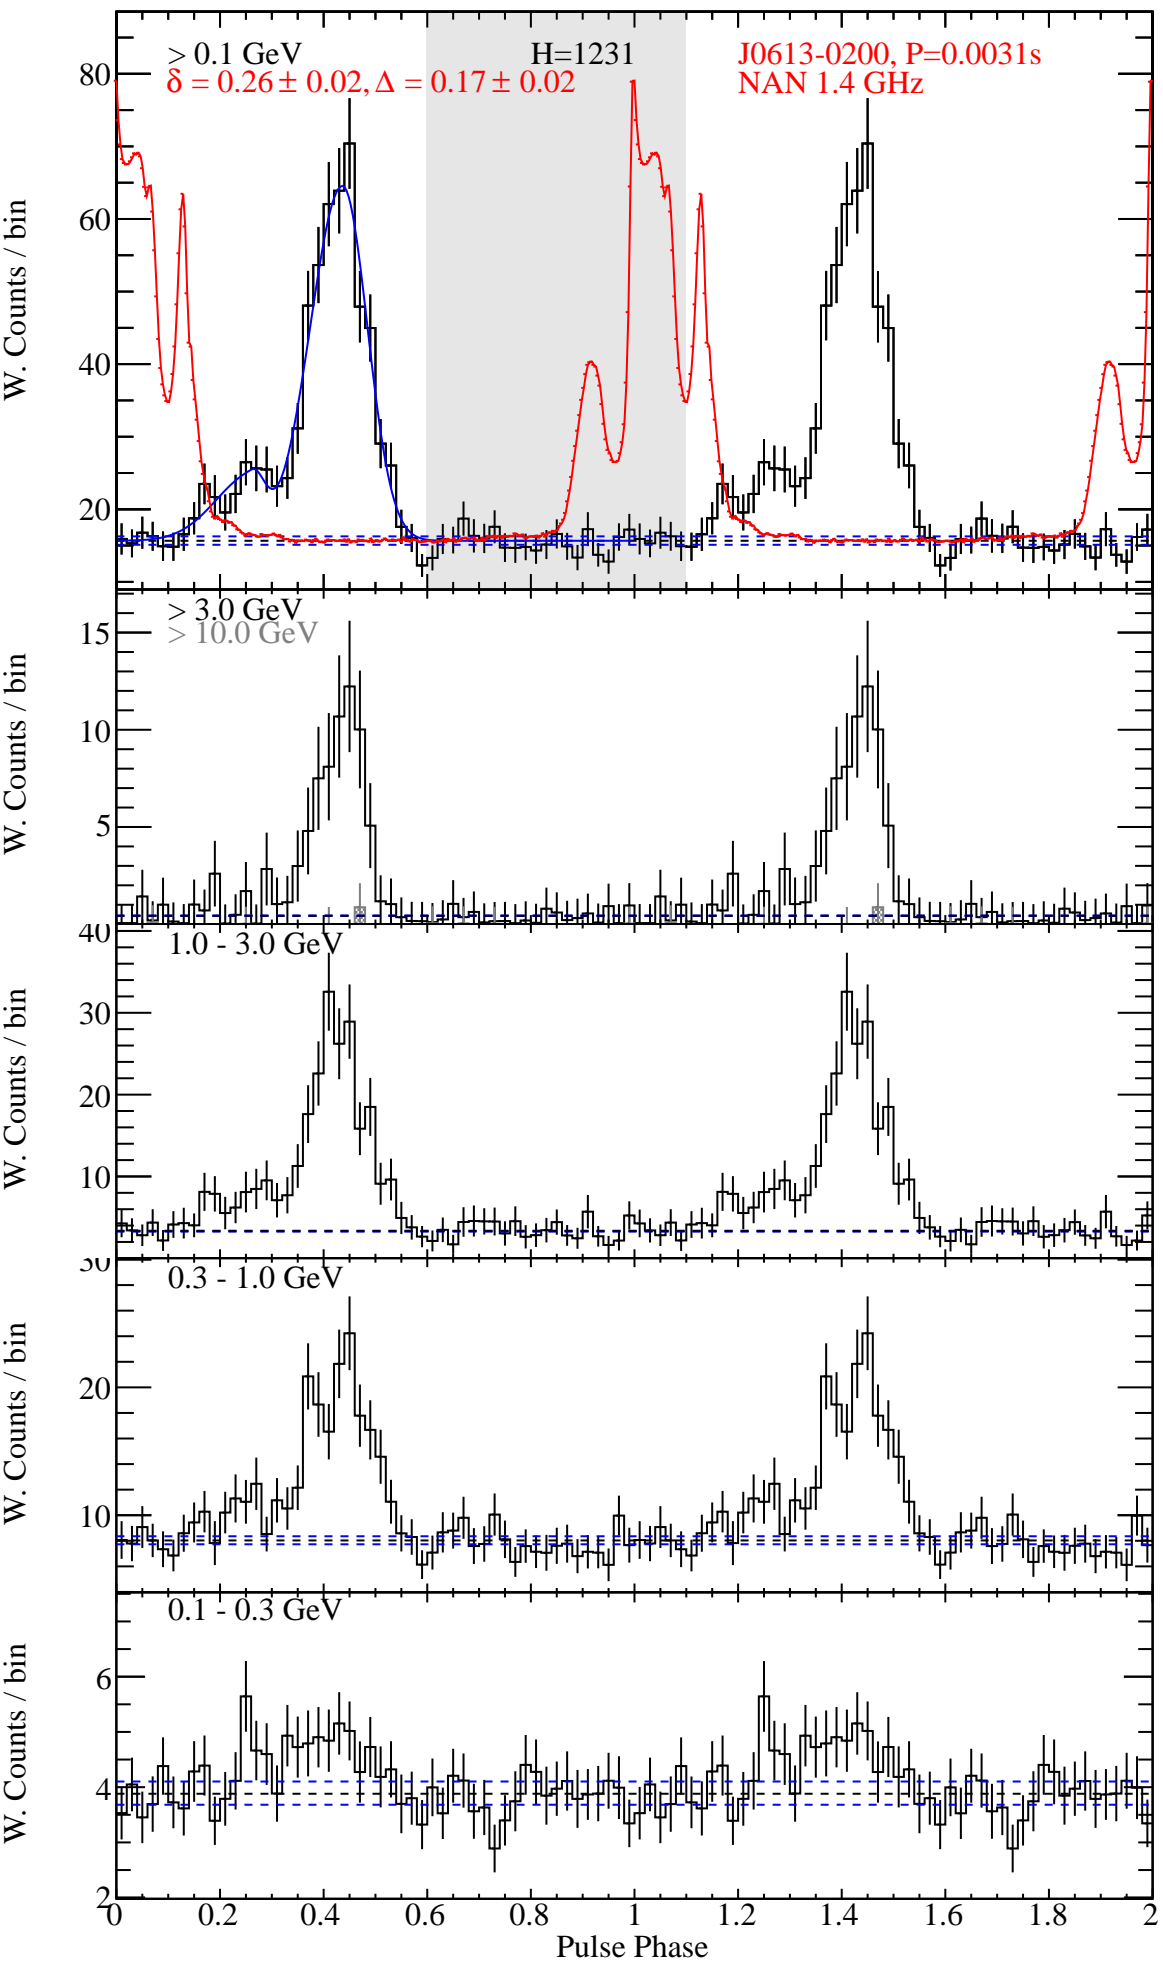 > 0.1 GeV
H=1231
J0613-0200, P=0.0031s
δ = 0.26 ± 0.02, Δ = 0.17 ± 0.02
NAN 1.4 GHz
80
60
40
20
W. Counts / bin
> 3.0 GeV
> 10.0 GeV
15
10
5
W. Counts / bin
40
1.0 - 3.0 GeV
30
20
10
W. Counts / bin
30
0.3 - 1.0 GeV
20
10
W. Counts / bin
0.1 - 0.3 GeV
6
4
2
W. Counts / bin
0 0.2 0.4 0.6 0.8 1 1.2 1.4 1.6 1.8 2
Pulse Phase